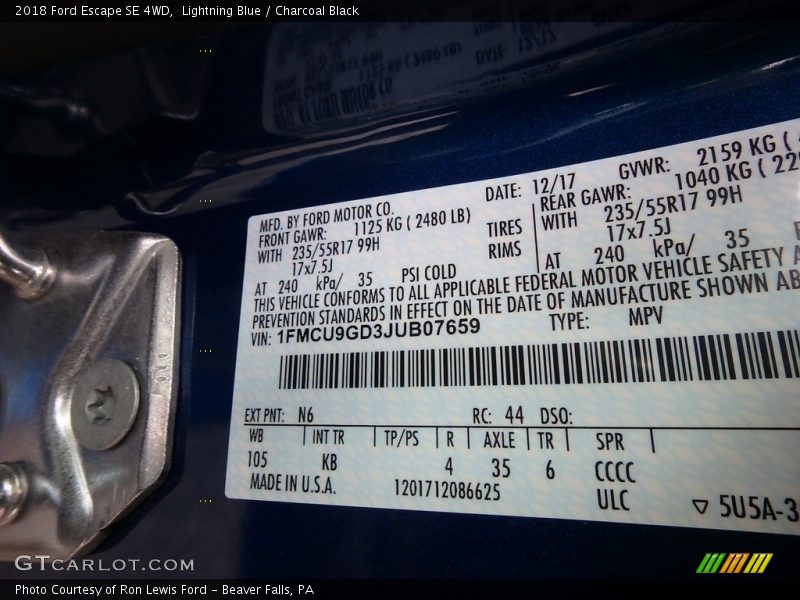 2018 Ford Escape SE 4WD,  Lightning Blue / Charcoal Black
MFD. BY FORD MOTOR CO.
DATE: 12/17
GVWR: 2159 KG (
FRONT GAWR: 1125 KG ( 2480 LB)
REAR GAWR: 1040 KG (
WITH 235/55R17 99H TIRES
WITH 235/55R17 99H
17x7.5J RIMS
17x7.5J
AT 240 kPa/ 35 PSI COLD
AT 240 kPa/ 35
THIS VEHICLE CONFORMS TO ALL APPLICABLE FEDERAL MOTOR VEHICLE SAFETY
PREVENTION STANDARDS IN EFFECT ON THE DATE OF MANUFACTURE SHOWN
VIN: 1FMCU9GD3JUB07659
TYPE: MPV
EXT PNT: N6 RC: 44 DSO:
WB INT TR TP/PS R AXLE TR SPR
105 KB 4 35 6 CCCC
MADE IN U.S.A. 1201712086625 ULC
5U5A-3
GTCARLOT.COM
Photo Courtesy of Ron Lewis Ford – Beaver Falls, PA